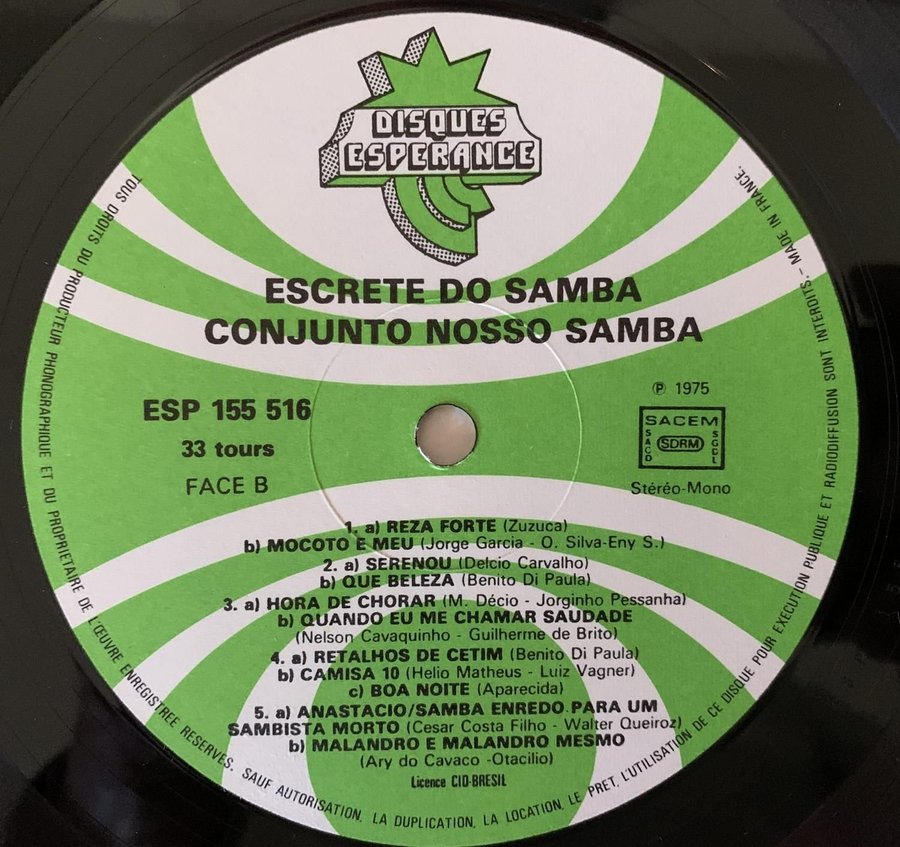 DISQUES
ESPERANCE
ESCRETE DO SAMBA
CONJUNTO NOSSO SAMBA
ESP 155 516
33 tours
FACE B
℗ 1975
SACEM
SACD
SDRM
SGDL
Stéréo-Mono
1. a) REZA FORTE (Zuzuca)
b) MOCOTO E MEU (Jorge Garcia - O. Silva-Eny S.)
2. a) SERENOU (Delcio Carvalho)
b) QUE BELEZA (Benito Di Paula)
3. a) HORA DE CHORAR (M. Décio - Jorginho Pessanha)
b) QUANDO EU ME CHAMAR SAUDADE
(Nelson Cavaquinho - Guilherme de Brito)
4. a) RETALHOS DE CETIM (Benito Di Paula)
b) CAMISA 10 (Helio Matheus - Luiz Vagner)
c) BOA NOITE (Aparecida)
5. a) ANASTACIO/SAMBA ENREDO PARA UM
SAMBISTA MORTO (Cesar Costa Filho - Walter Queiroz)
b) MALANDRO E MALANDRO MESMO
(Ary do Cavaco -Otacilio)
Licence CID-BRESIL
TOUS DROITS DU PRODUCTEUR PHONOGRAPHIQUE ET DU PROPRIETAIRE DE L'ŒUVRE ENREGISTREE RESERVES. SAUF AUTORISATION, LA DUPLICATION, LA LOCATION, LE PRET, L'UTILISATION DE CE DISQUE POUR EXECUTION PUBLIQUE ET RADIODIFFUSION SONT INTERDITS. - MADE IN FRANCE.